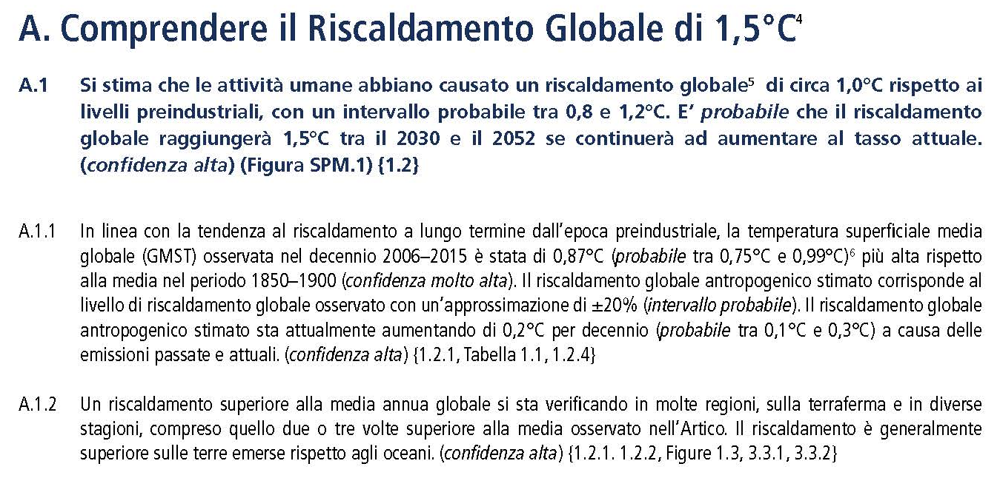 A. Comprendere il Riscaldamento Globale di 1,5°C⁴
A.1 Si stima che le attività umane abbiano causato un riscaldamento globale⁵ di circa 1,0°C rispetto ai
livelli preindustriali, con un intervallo probabile tra 0,8 e 1,2°C. E’ probabile che il riscaldamento
globale raggiungerà 1,5°C tra il 2030 e il 2052 se continuerà ad aumentare al tasso attuale.
(confidenza alta) (Figura SPM.1) {1.2}
A.1.1 In linea con la tendenza al riscaldamento a lungo termine dall’epoca preindustriale, la temperatura superficiale media
globale (GMST) osservata nel decennio 2006–2015 è stata di 0,87°C (probabile tra 0,75°C e 0,99°C)⁶ più alta rispetto
alla media nel periodo 1850–1900 (confidenza molto alta). Il riscaldamento globale antropogenico stimato corrisponde al
livello di riscaldamento globale osservato con un’approssimazione di ±20% (intervallo probabile). Il riscaldamento globale
antropogenico stimato sta attualmente aumentando di 0,2°C per decennio (probabile tra 0,1°C e 0,3°C) a causa delle
emissioni passate e attuali. (confidenza alta) {1.2.1, Tabella 1.1, 1.2.4}
A.1.2 Un riscaldamento superiore alla media annua globale si sta verificando in molte regioni, sulla terraferma e in diverse
stagioni, compreso quello due o tre volte superiore alla media osservato nell’Artico. Il riscaldamento è generalmente
superiore sulle terre emerse rispetto agli oceani. (confidenza alta) {1.2.1. 1.2.2, Figure 1.3, 3.3.1, 3.3.2}